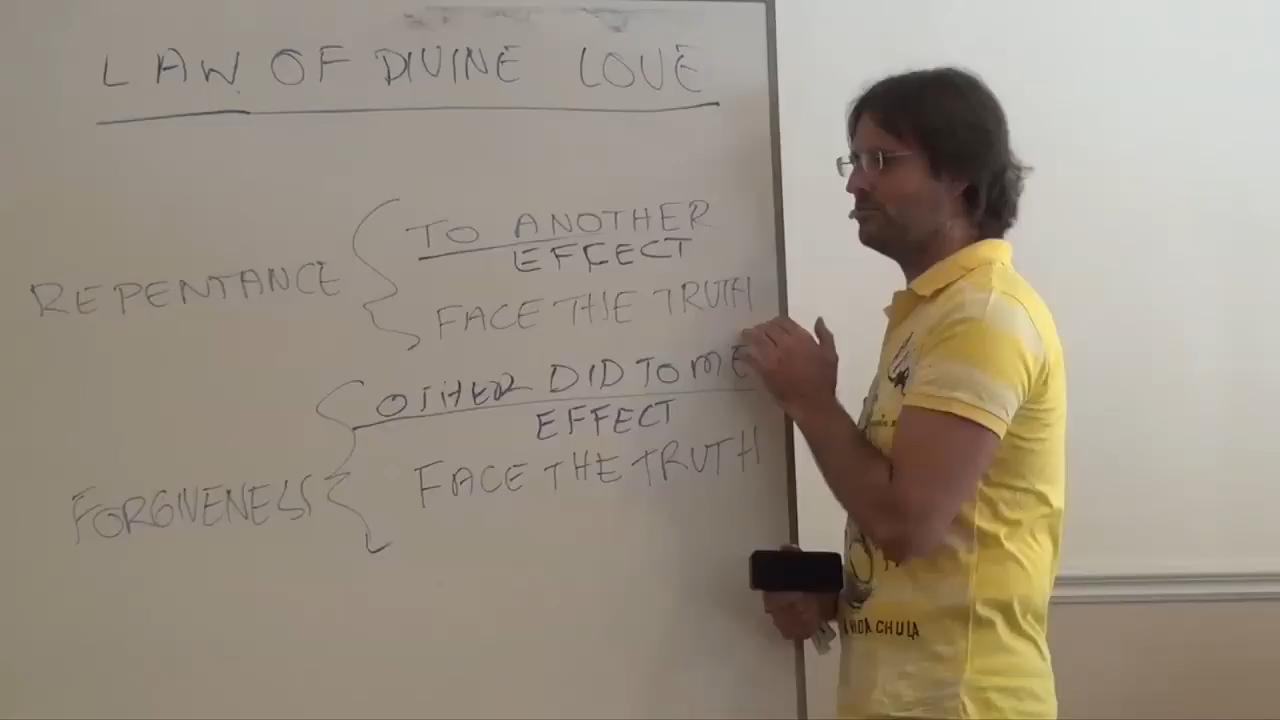 LAW OF DIVINE LOVE
REPENTANCE
TO ANOTHER
EFFECT
FACE THE TRUTH
FORGIVENESS
OTHER DID TO ME
EFFECT
FACE THE TRUTH
CHULA